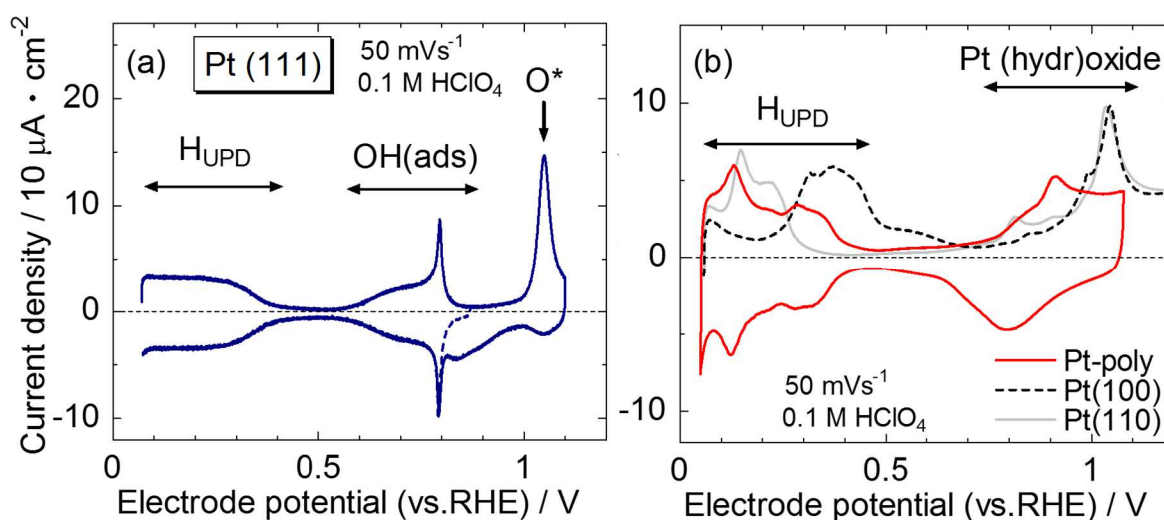 (a)
Pt (111)
50 mVs⁻¹
0.1 M HClO₄
O*
H_UPD
OH(ads)
Current density / 10 μA・cm⁻²
20
10
0
-10
0
0.5
1
Electrode potential (vs.RHE) / V
(b)
Pt (hydr)oxide
H_UPD
10
0
-10
50 mVs⁻¹
0.1 M HClO₄
Pt-poly
Pt(100)
Pt(110)
0
0.5
1
Electrode potential (vs.RHE) / V